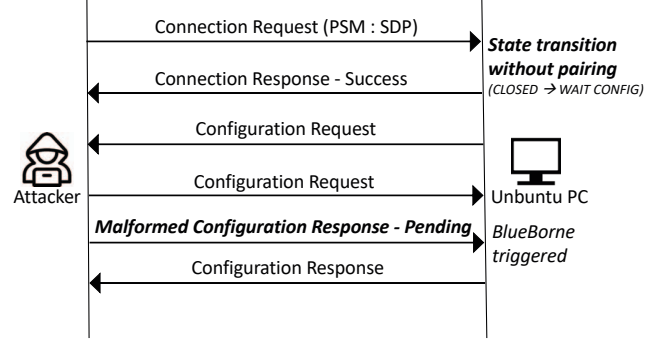 Connection Request (PSM : SDP)
State transition
without pairing
(CLOSED → WAIT CONFIG)
Connection Response - Success
Configuration Request
Configuration Request
Attacker
Unbuntu PC
Malformed Configuration Response - Pending
BlueBorne
triggered
Configuration Response